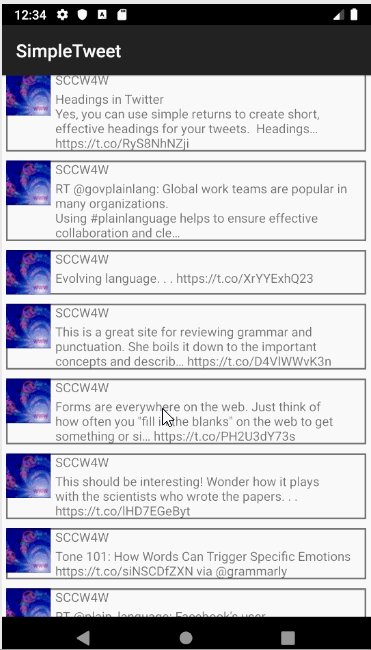 12:34
SimpleTweet
SCCW4W
Headings in Twitter
Yes, you can use simple returns to create short,
effective headings for your tweets.  Headings…
https://t.co/RyS8NhNZji
SCCW4W
RT @govplainlang: Global work teams are popular in
many organizations.
Using #plainlanguage helps to ensure effective
collaboration and cle…
SCCW4W
Evolving language. . . https://t.co/XrYYExhQ23
SCCW4W
This is a great site for reviewing grammar and
punctuation. She boils it down to the important
concepts and describ… https://t.co/D4VlWWvK3n
SCCW4W
Forms are everywhere on the web. Just think of
how often you "fill in the blanks" on the web to get
something or si… https://t.co/PH2U3dY73s
SCCW4W
This should be interesting! Wonder how it plays
with the scientists who wrote the papers. . .
https://t.co/lHD7EGeByt
SCCW4W
Tone 101: How Words Can Trigger Specific Emotions
https://t.co/siNSCDfZXN via @grammarly
SCCW4W
RT @plain_language: Facebook's user